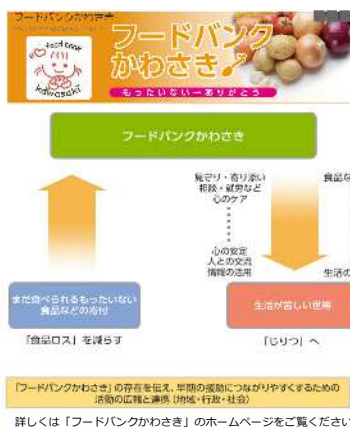 フードバンクかわさき
food bank
kawasaki
フードバンク
かわさき
もったいない→ありがとう
フードバンクかわさき
見守り・寄り添い
相談・就労など
心のケア
食品な
心の安定
人との交流
情報の活用
生活の
まだ食べられるもったいない
食品などの寄付
生活が苦しい世帯
「食品ロス」を減らす
「じりつ」へ
「フードバンクかわさき」の存在を伝え、早期の援助につながりやすくするための
活動の広報と連携(地域・行政・社会)
詳しくは「フードバンクかわさき」のホームページをご覧ください